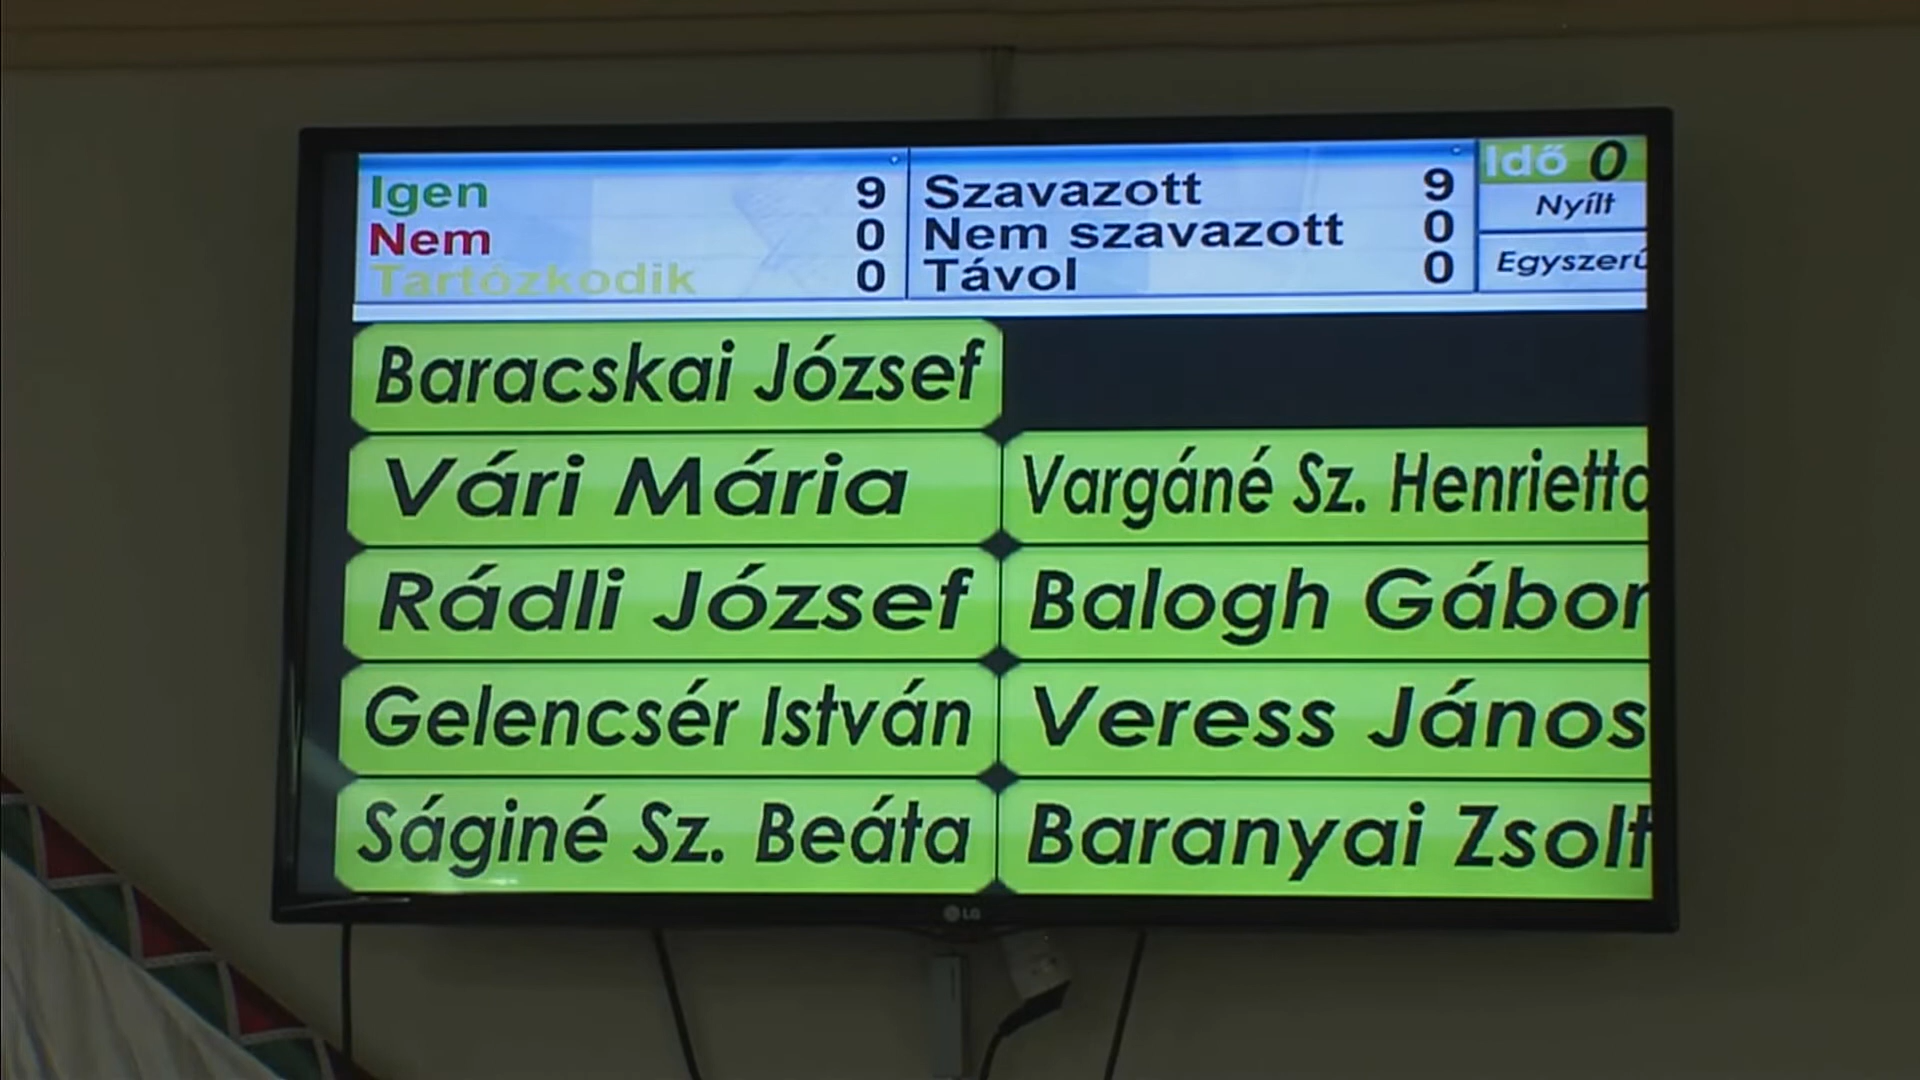 Igen 9 Szavazott 9 Idő 0
Nem 0 Nem szavazott 0 Nyílt
Tartózkodik 0 Távol 0 Egyszerű
Baracskai József
Vári Mária Vargáné Sz. Henrietta
Rádli József Balogh Gábor
Gelencsér István Veress János
Ságiné Sz. Beáta Baranyai Zsolt
LG